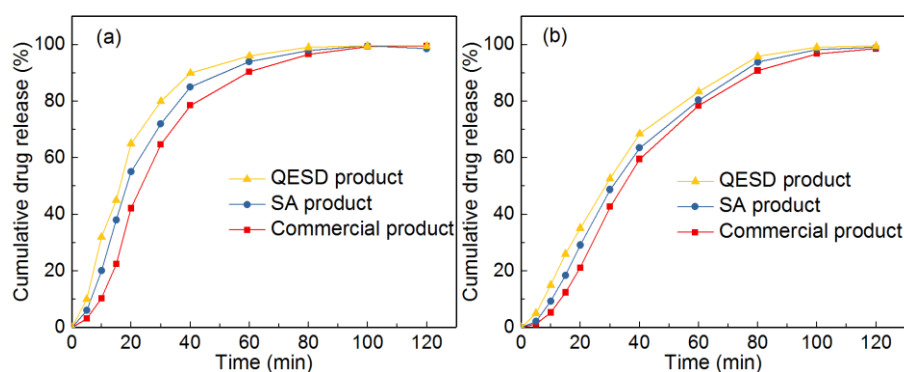 (a)
Cumulative drug release (%)
100
80
60
40
20
0
QESD product
SA product
Commercial product
0 20 40 60 80 100 120
Time (min)
(b)
Cumulative drug release (%)
100
80
60
40
20
0
QESD product
SA product
Commercial product
0 20 40 60 80 100 120
Time (min)